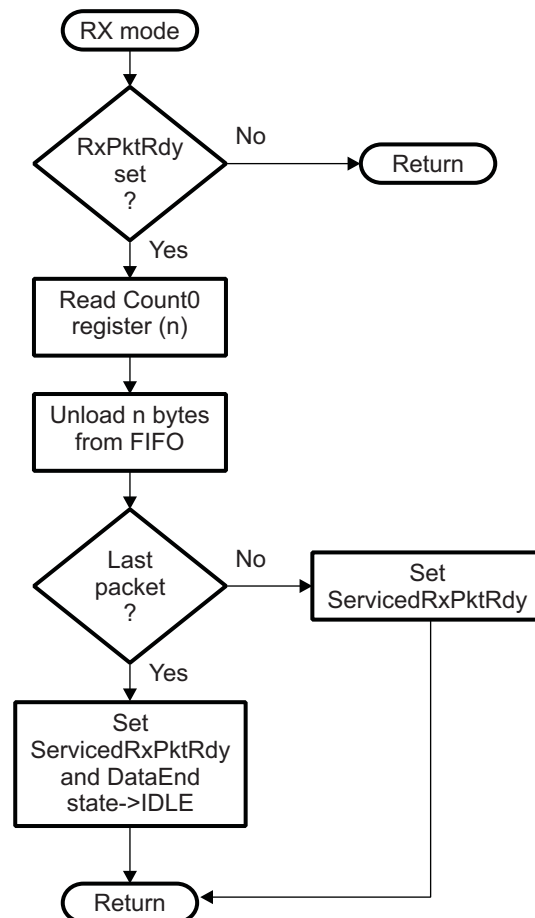 RX mode
RxPktRdy
set
?
No
Return
Yes
Read Count0
register (n)
Unload n bytes
from FIFO
Last
packet
?
No
Set
ServicedRxPktRdy
Yes
Set
ServicedRxPktRdy
and DataEnd
state->IDLE
Return